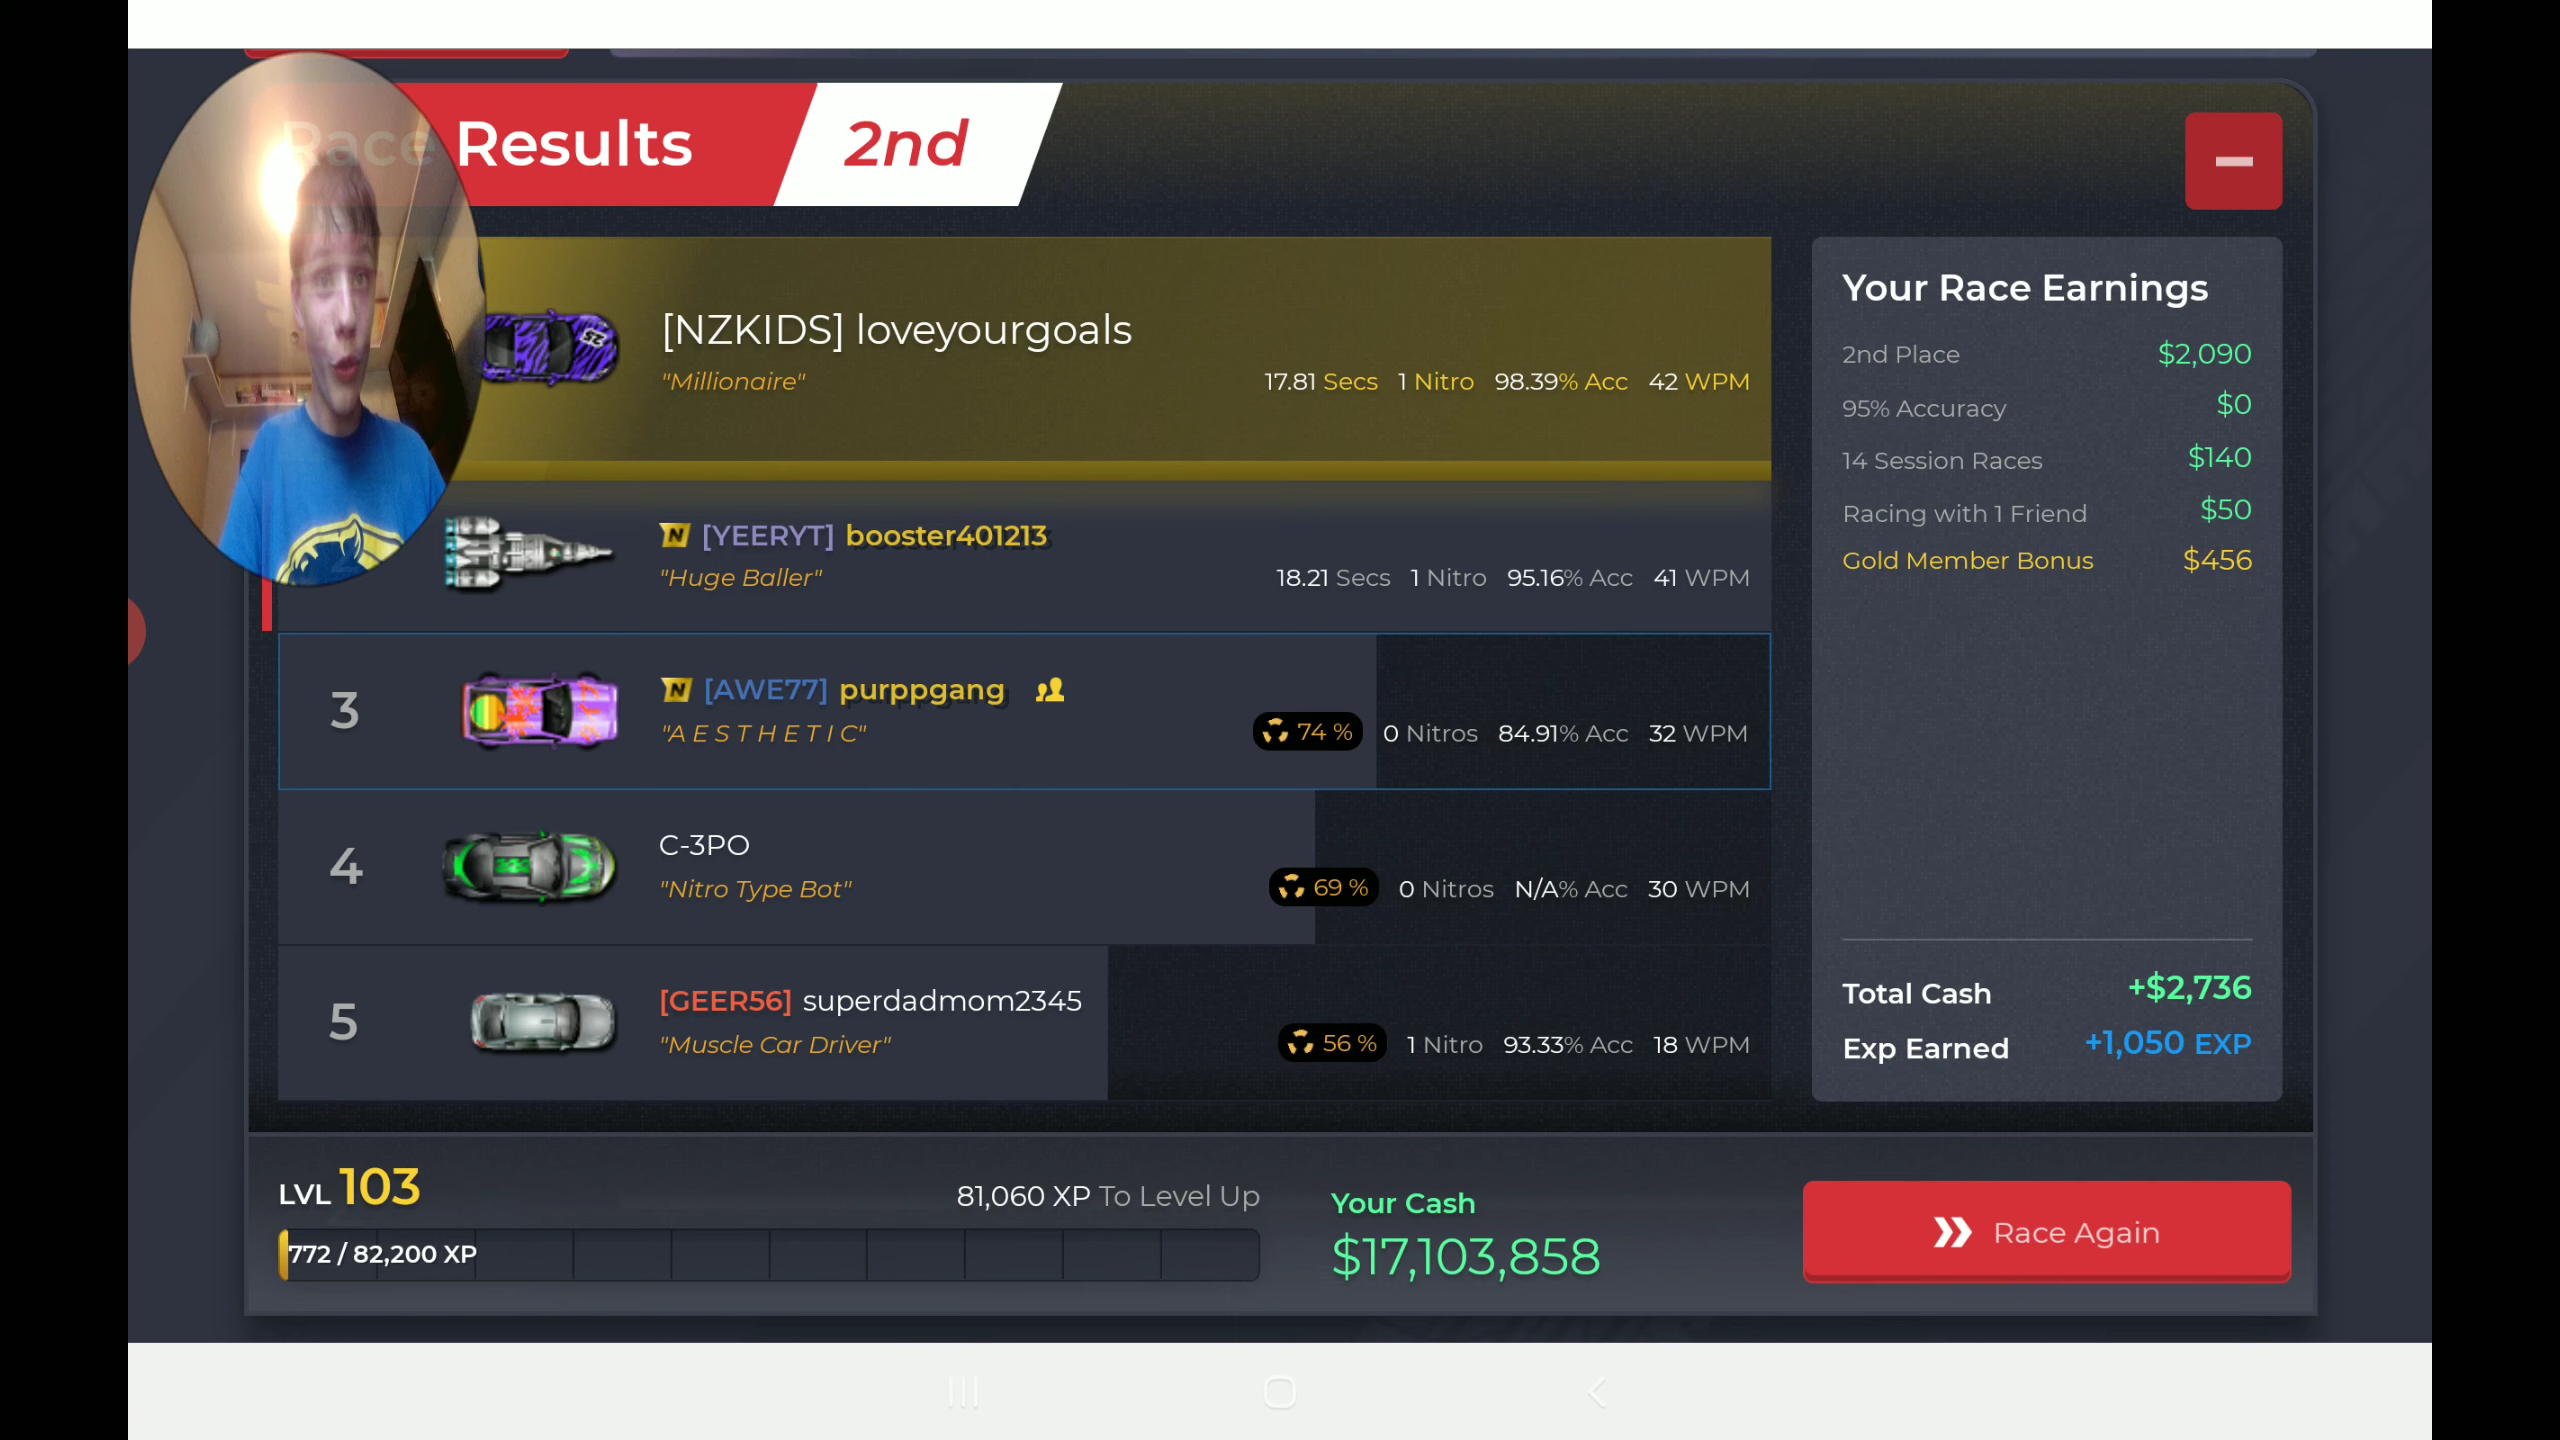 Race Results 2nd
[NZKIDS] loveyourgoals
"Millionaire"
17.81 Secs 1 Nitro 98.39% Acc 42 WPM
2
N [YEERYT] booster401213
"Huge Baller"
18.21 Secs 1 Nitro 95.16% Acc 41 WPM
3
N [AWE77] purppgang
"A E S T H E T I C"
74 % 0 Nitros 84.91% Acc 32 WPM
4
C-3PO
"Nitro Type Bot"
69 % 0 Nitros N/A% Acc 30 WPM
5
[GEER56] superdadmom2345
"Muscle Car Driver"
56 % 1 Nitro 93.33% Acc 18 WPM
Your Race Earnings
2nd Place $2,090
95% Accuracy $0
14 Session Races $140
Racing with 1 Friend $50
Gold Member Bonus $456
Total Cash +$2,736
Exp Earned +1,050 EXP
LVL 103
81,060 XP To Level Up
772 / 82,200 XP
Your Cash
$17,103,858
Race Again